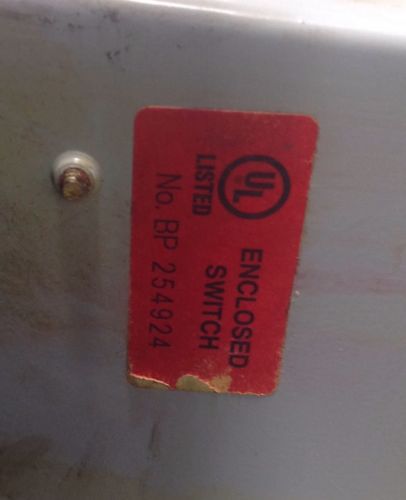 UL
LISTED
ENCLOSED
SWITCH
No. BP 254924